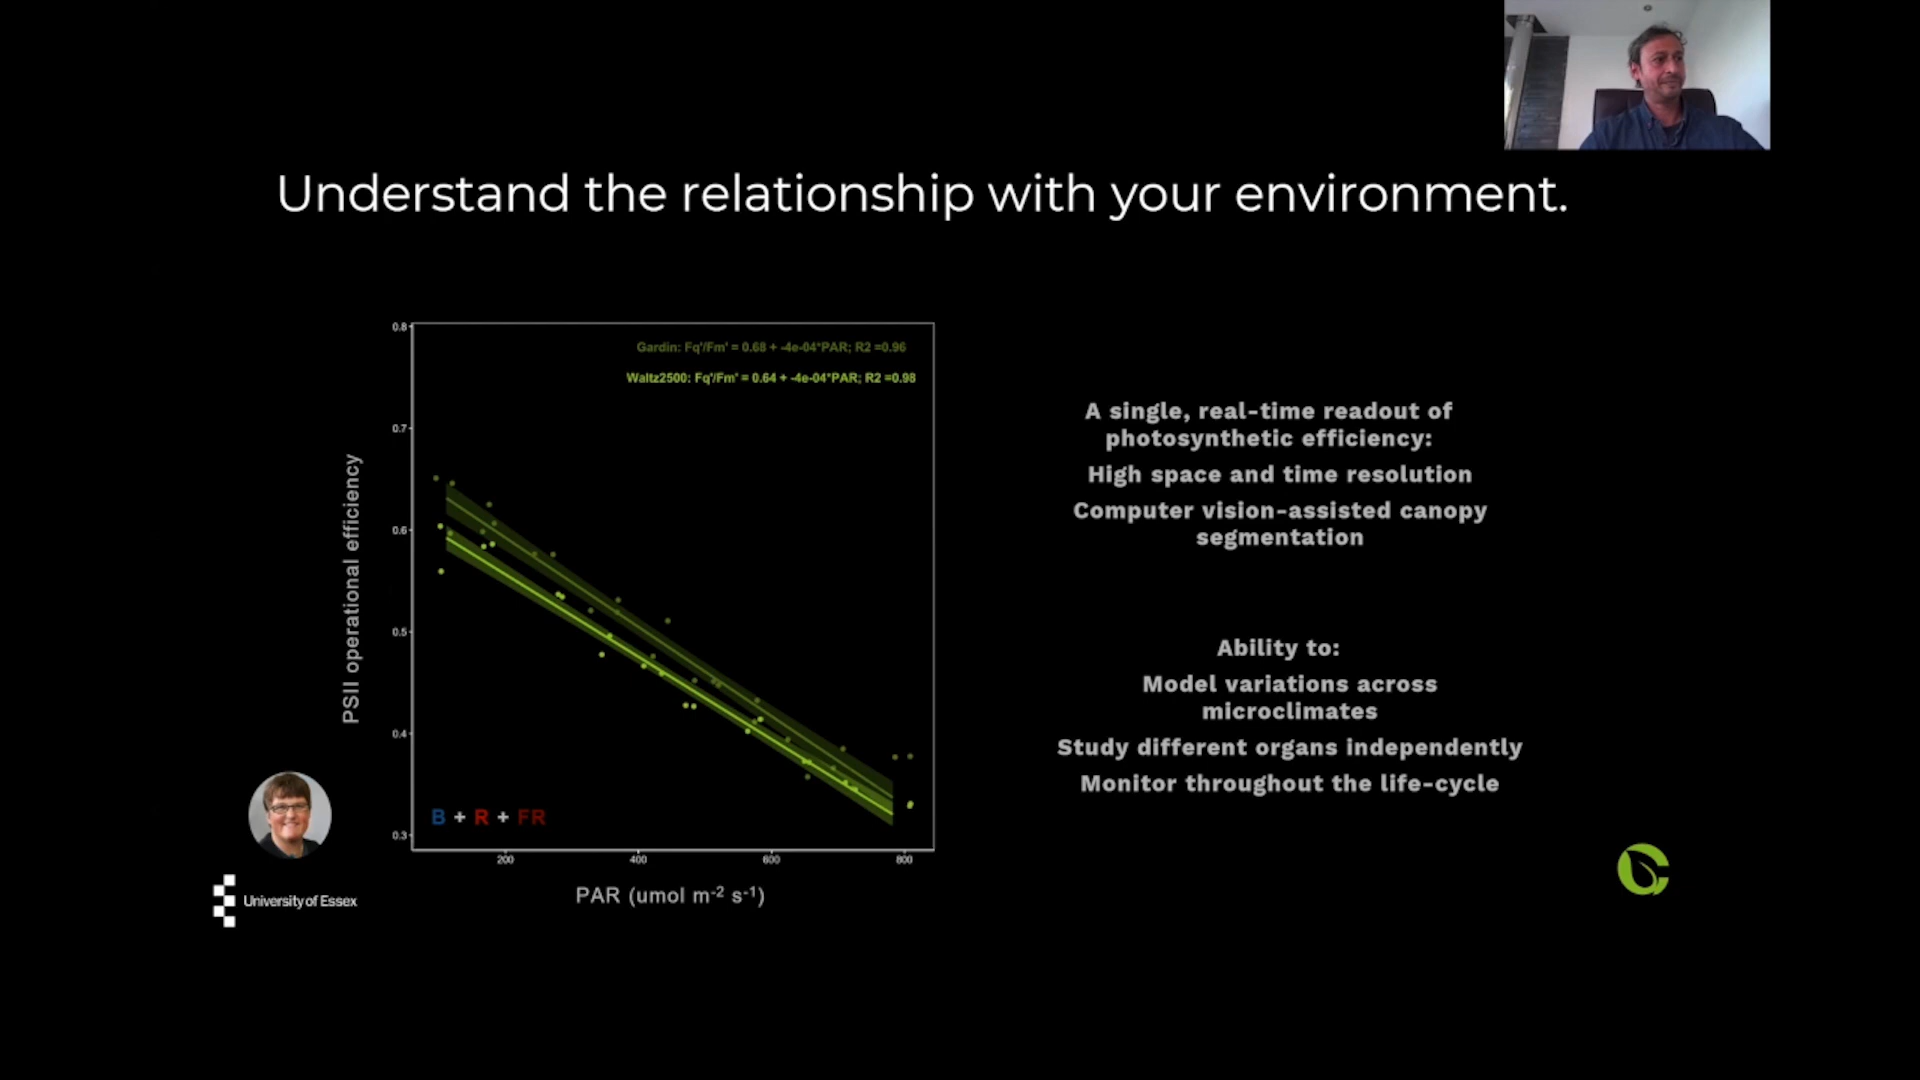 Understand the relationship with your environment.
0.8
Gardin: Fq'/Fm' = 0.68 + -4e-04*PAR; R2 =0.96
Waltz2500: Fq'/Fm' = 0.64 + -4e-04*PAR; R2 =0.98
0.7
0.6
0.5
0.4
0.3
PSII operational efficiency
B + R + FR
200 400 600 800
PAR (umol m⁻² s⁻¹)
University of Essex
A single, real-time readout of
photosynthetic efficiency:
High space and time resolution
Computer vision-assisted canopy
segmentation
Ability to:
Model variations across
microclimates
Study different organs independently
Monitor throughout the life-cycle